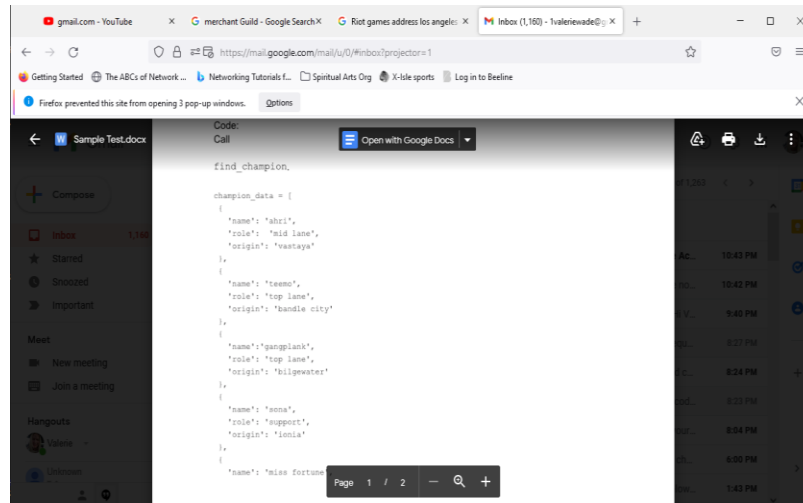 gmail.com - YouTube
merchant Guild - Google Search
Riot games address los angeles
Inbox (1,160) - 1valeriewade@g
https://mail.google.com/mail/u/0/#inbox?projector=1
Getting Started
The ABCs of Network ...
Networking Tutorials f...
Spiritual Arts Org
X-Isle sports
Log in to Beeline
Firefox prevented this site from opening 3 pop-up windows.
Options
Sample Test.docx
Open with Google Docs
Code:
Call
find_champion.
champion_data = [
{
'name': 'ahri',
'role':  'mid lane',
'origin': 'vastaya'
},
{
'name': 'teemo',
'role': 'top lane',
'origin': 'bandle city'
},
{
'name':'gangplank',
'role': 'top lane',
'origin': 'bilgewater'
},
{
'name': 'sona',
'role': 'support',
'origin': 'ionia'
},
{
'name': 'miss fortune'
Page 1 / 2
Compose
Inbox 1,160
Starred
Snoozed
Important
Meet
New meeting
Join a meeting
Hangouts
Valerie
Unknown
of 1,263
10:43 PM
10:42 PM
9:40 PM
8:27 PM
8:24 PM
8:23 PM
8:04 PM
6:00 PM
1:43 PM